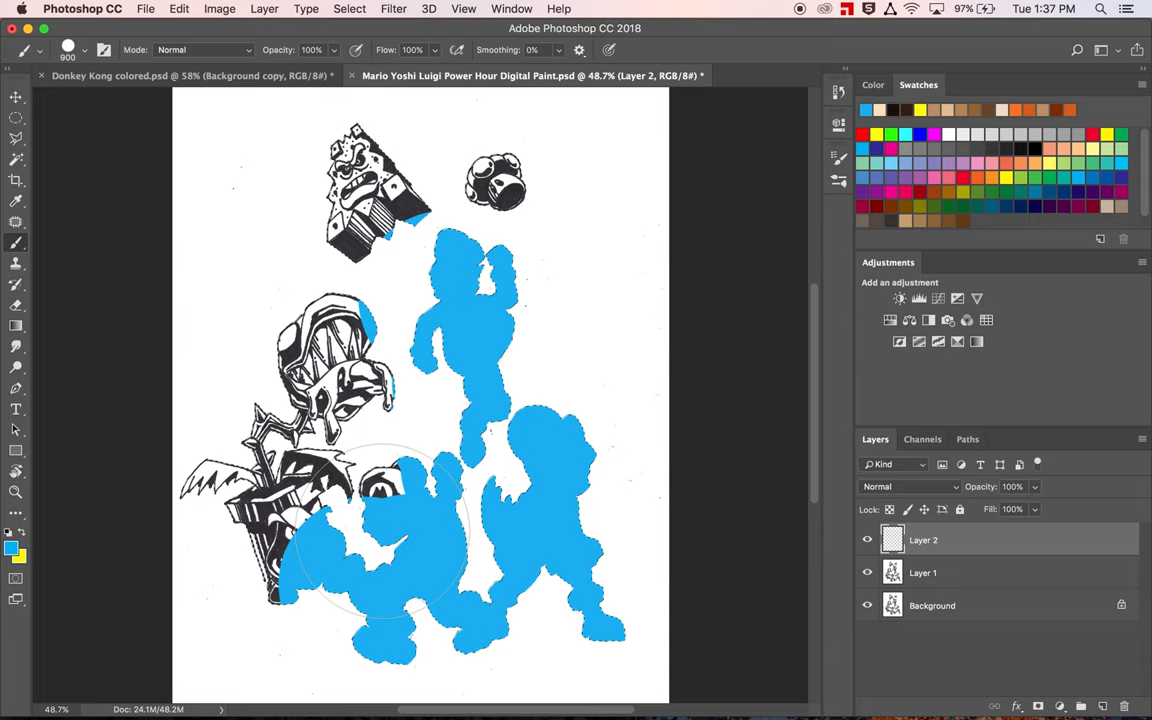 Photoshop CC File Edit Image Layer Type Select Filter 3D View Window Help 97% Tue 1:37 PM
Adobe Photoshop CC 2018
900 Mode: Normal Opacity: 100% Flow: 100% Smoothing: 0%
Donkey Kong colored.psd @ 58% (Background copy, RGB/8#) *
Mario Yoshi Luigi Power Hour Digital Paint.psd @ 48.7% (Layer 2, RGB/8#) *
Color Swatches
Adjustments
Add an adjustment
Layers Channels Paths
Kind
Normal Opacity: 100%
Lock: Fill: 100%
Layer 2
Layer 1
Background
48.7% Doc: 24.1M/48.2M